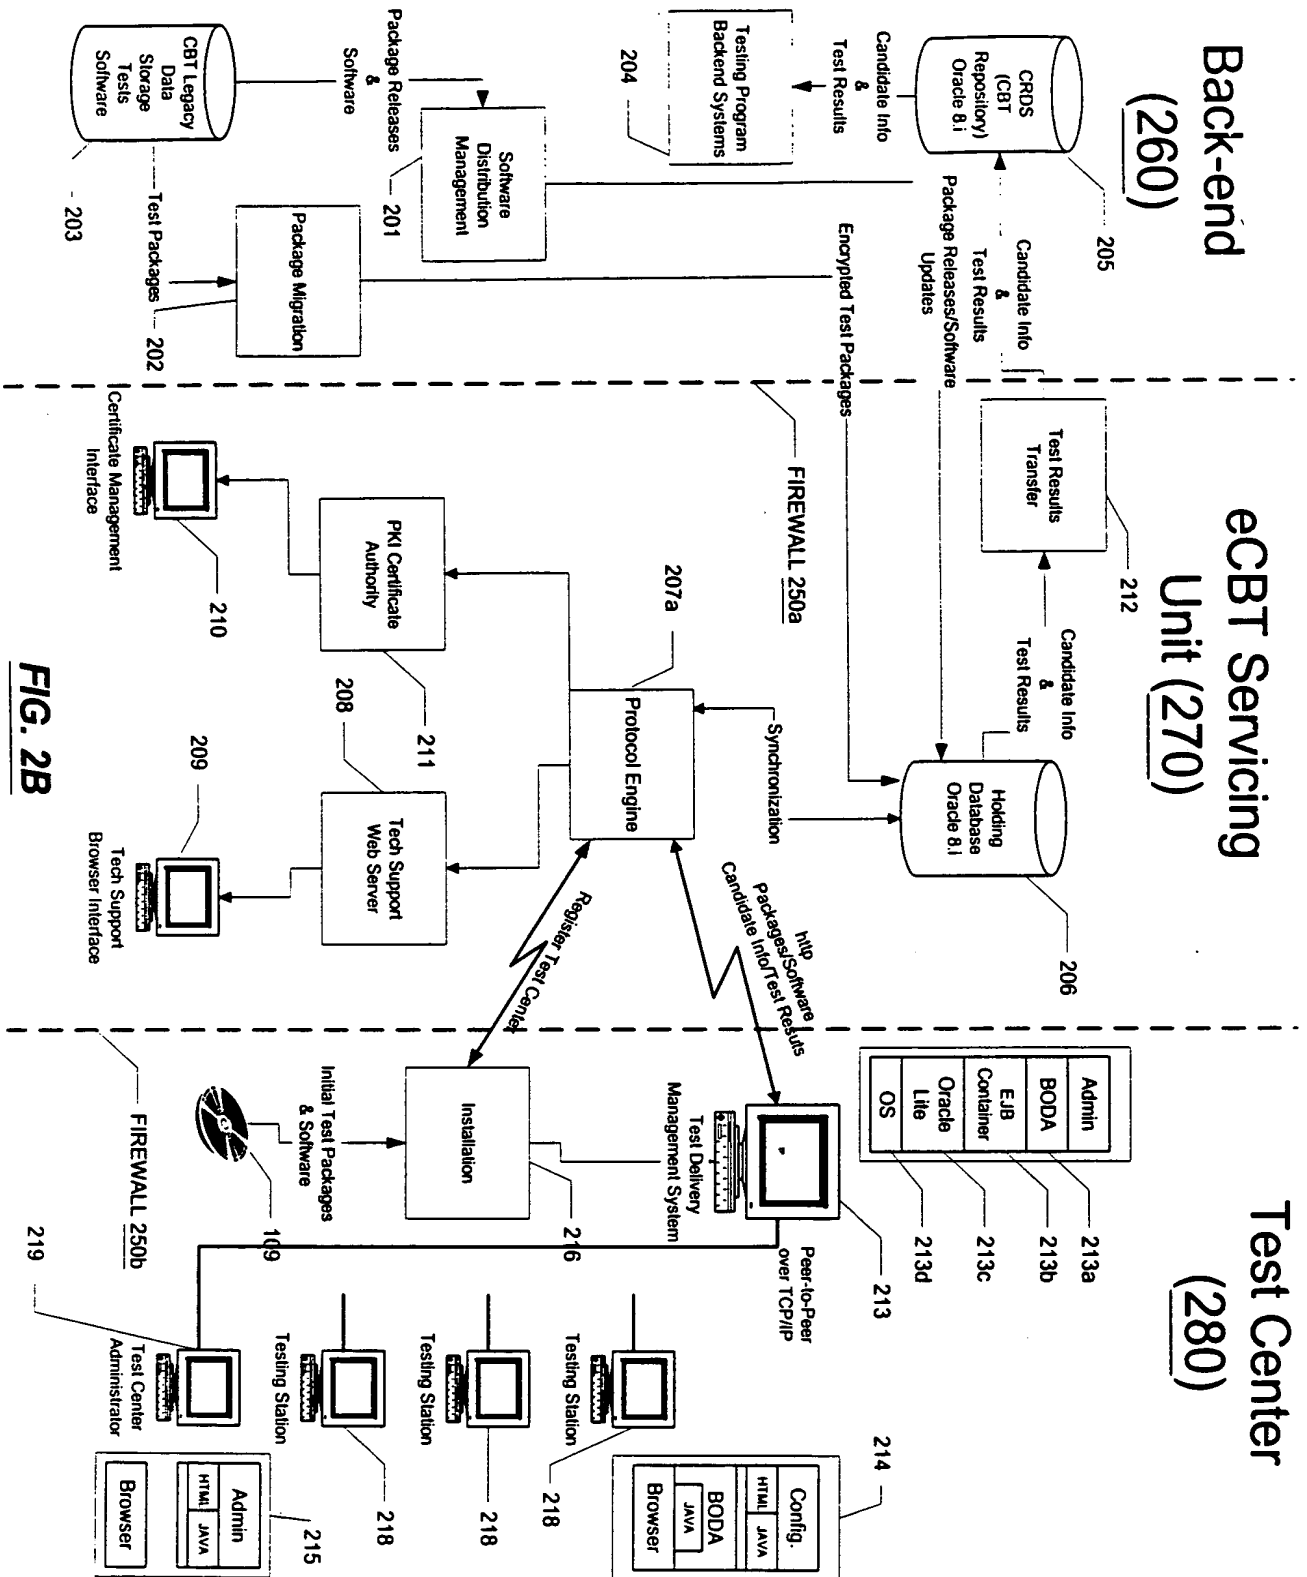 Back-end
(260)
eCBT Servicing
Unit (270)
Test Center
(280)
CRDS
(CBT
Repository)
Oracle 8.i
205
Candidate Info
&
Test Results
Testing Program
Backend Systems
204
Candidate Info
&
Test Results
Package Releases/Software
Updates
Software
Distribution
Management
201
Package Releases
&
Software
Encrypted Test Packages
Package Migration
202
Test Packages
CBT Legacy
Data
Storage
Tests
Software
203
Test Results
Transfer
212
Candidate Info
&
Test Results
Holding
Database
Oracle 8.i
206
FIREWALL 250a
Synchronization
Protocol Engine
207a
http
Packages/Software
Candidate Info/Test Resuts
Register Test Center
PKI Certificate
Authority
211
Certificate Management
Interface
210
Tech Support
Web Server
208
Tech Support
Browser Interface
209
Admin
BODA
EJB
Container
Oracle
Lite
OS
213a
213b
213c
213d
213
Test Delivery
Management System
Peer-to-Peer
over TCP/IP
Installation
216
Initial Test Packages
& Software
109
FIREWALL 250b
Testing Station
218
Testing Station
218
Testing Station
218
Test Center
Administrator
219
214
Config.
HTML
JAVA
BODA
JAVA
Browser
215
Admin
HTML
JAVA
Browser
FIG. 2B